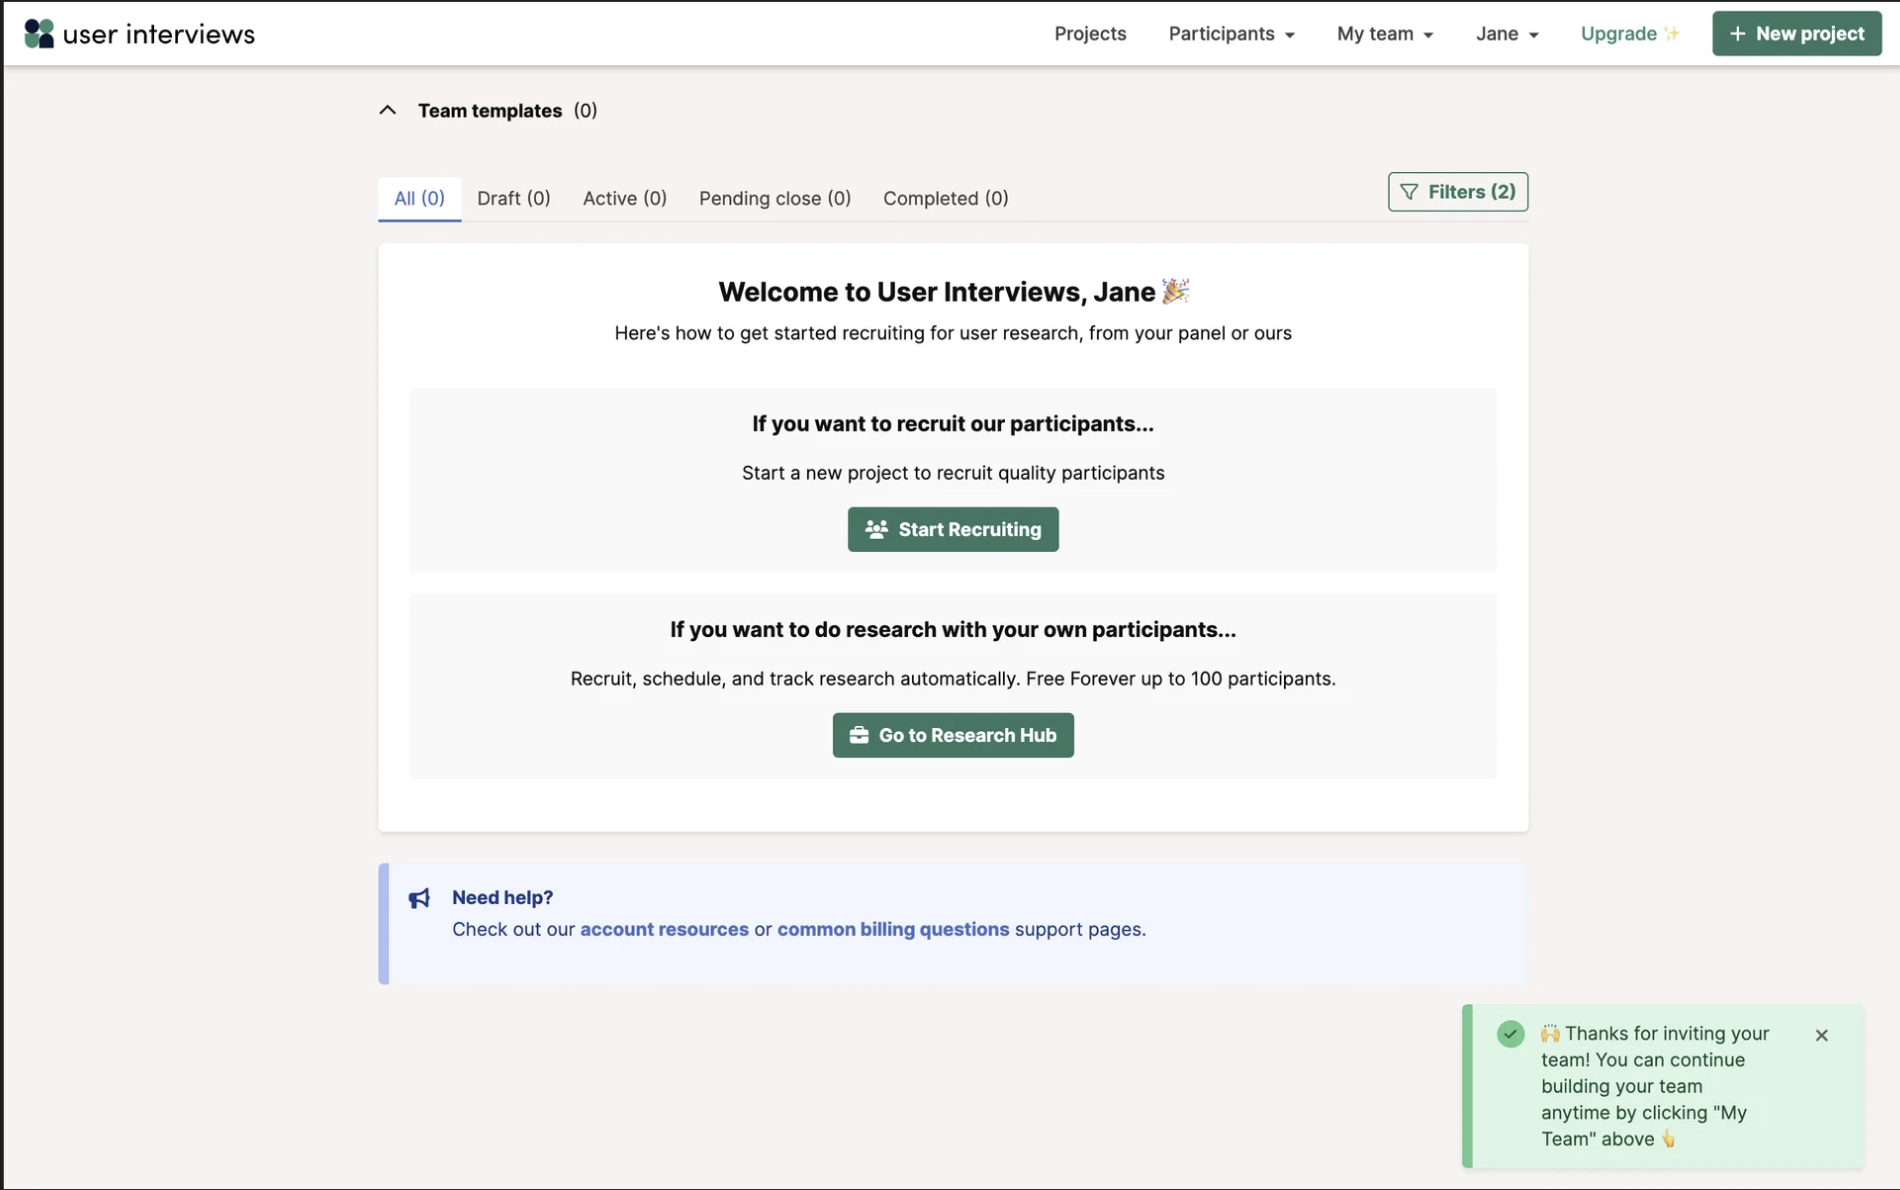 user interviews
Projects
Participants
My team
Jane
Upgrade ✨
+ New project
Team templates (0)
All (0)
Draft (0)
Active (0)
Pending close (0)
Completed (0)
Filters (2)
Welcome to User Interviews, Jane 🎉
Here's how to get started recruiting for user research, from your panel or ours
If you want to recruit our participants...
Start a new project to recruit quality participants
Start Recruiting
If you want to do research with your own participants...
Recruit, schedule, and track research automatically. Free Forever up to 100 participants.
Go to Research Hub
Need help?
Check out our account resources or common billing questions support pages.
🙌 Thanks for inviting your
team! You can continue
building your team
anytime by clicking "My
Team" above 👆